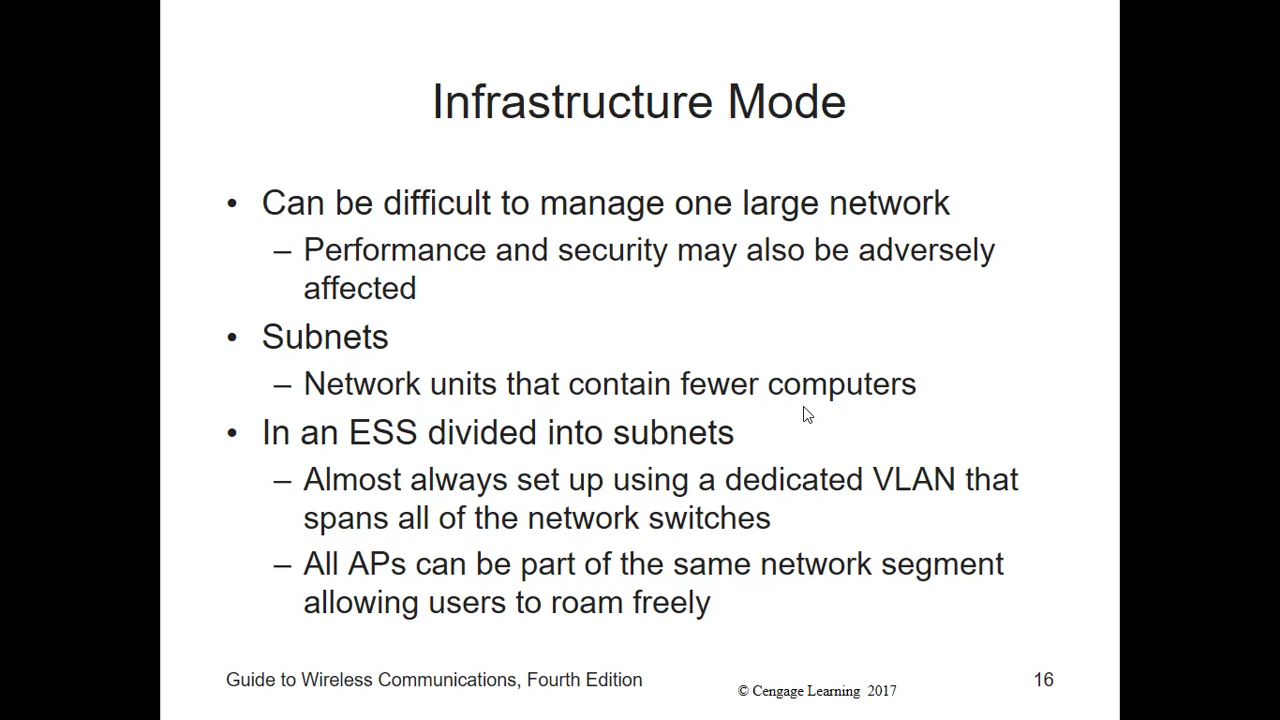 Infrastructure Mode
• Can be difficult to manage one large network
– Performance and security may also be adversely
affected
• Subnets
– Network units that contain fewer computers
• In an ESS divided into subnets
– Almost always set up using a dedicated VLAN that
spans all of the network switches
– All APs can be part of the same network segment
allowing users to roam freely
Guide to Wireless Communications, Fourth Edition
© Cengage Learning 2017
16